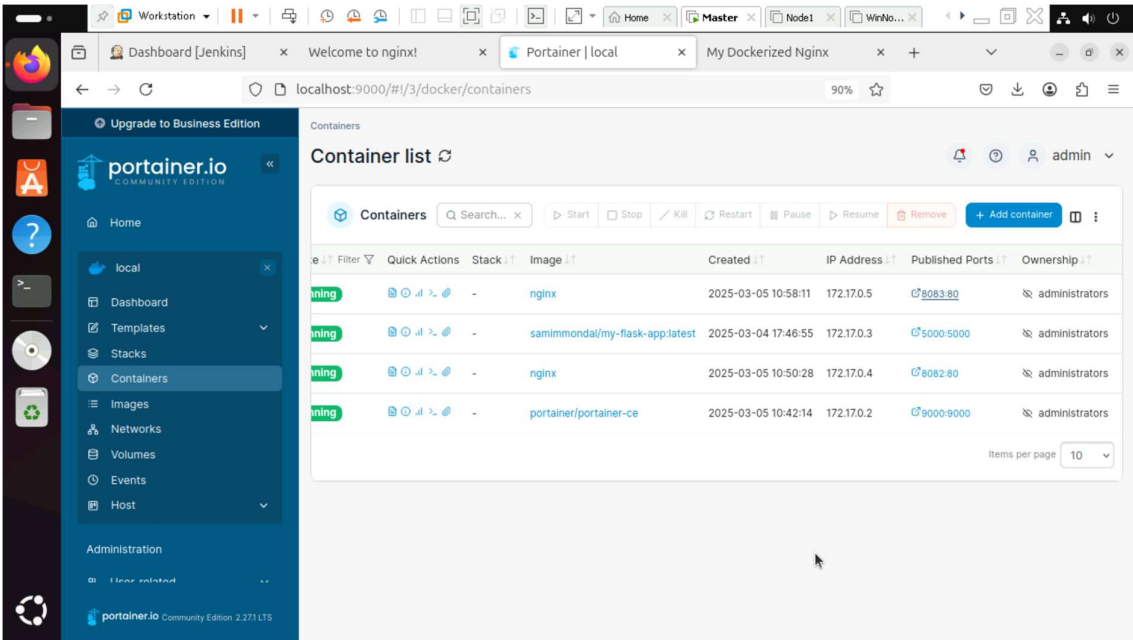 Workstation
Home
Master
Node1
WinNo...
Dashboard [Jenkins]
Welcome to nginx!
Portainer | local
My Dockerized Nginx
localhost:9000/#!/3/docker/containers
90%
Upgrade to Business Edition
portainer.io
COMMUNITY EDITION
Home
local
Dashboard
Templates
Stacks
Containers
Images
Networks
Volumes
Events
Host
Administration
User-related
portainer.io Community Edition 2.27.1 LTS
Containers
Container list
admin
Containers Search... Start Stop Kill Restart Pause Resume Remove + Add container
e Filter Quick Actions Stack Image Created IP Address Published Ports Ownership
nning - nginx 2025-03-05 10:58:11 172.17.0.5 8083:80 administrators
nning - samimmondal/my-flask-app:latest 2025-03-04 17:46:55 172.17.0.3 5000:5000 administrators
nning - nginx 2025-03-05 10:50:28 172.17.0.4 8082:80 administrators
nning - portainer/portainer-ce 2025-03-05 10:42:14 172.17.0.2 9000:9000 administrators
Items per page 10